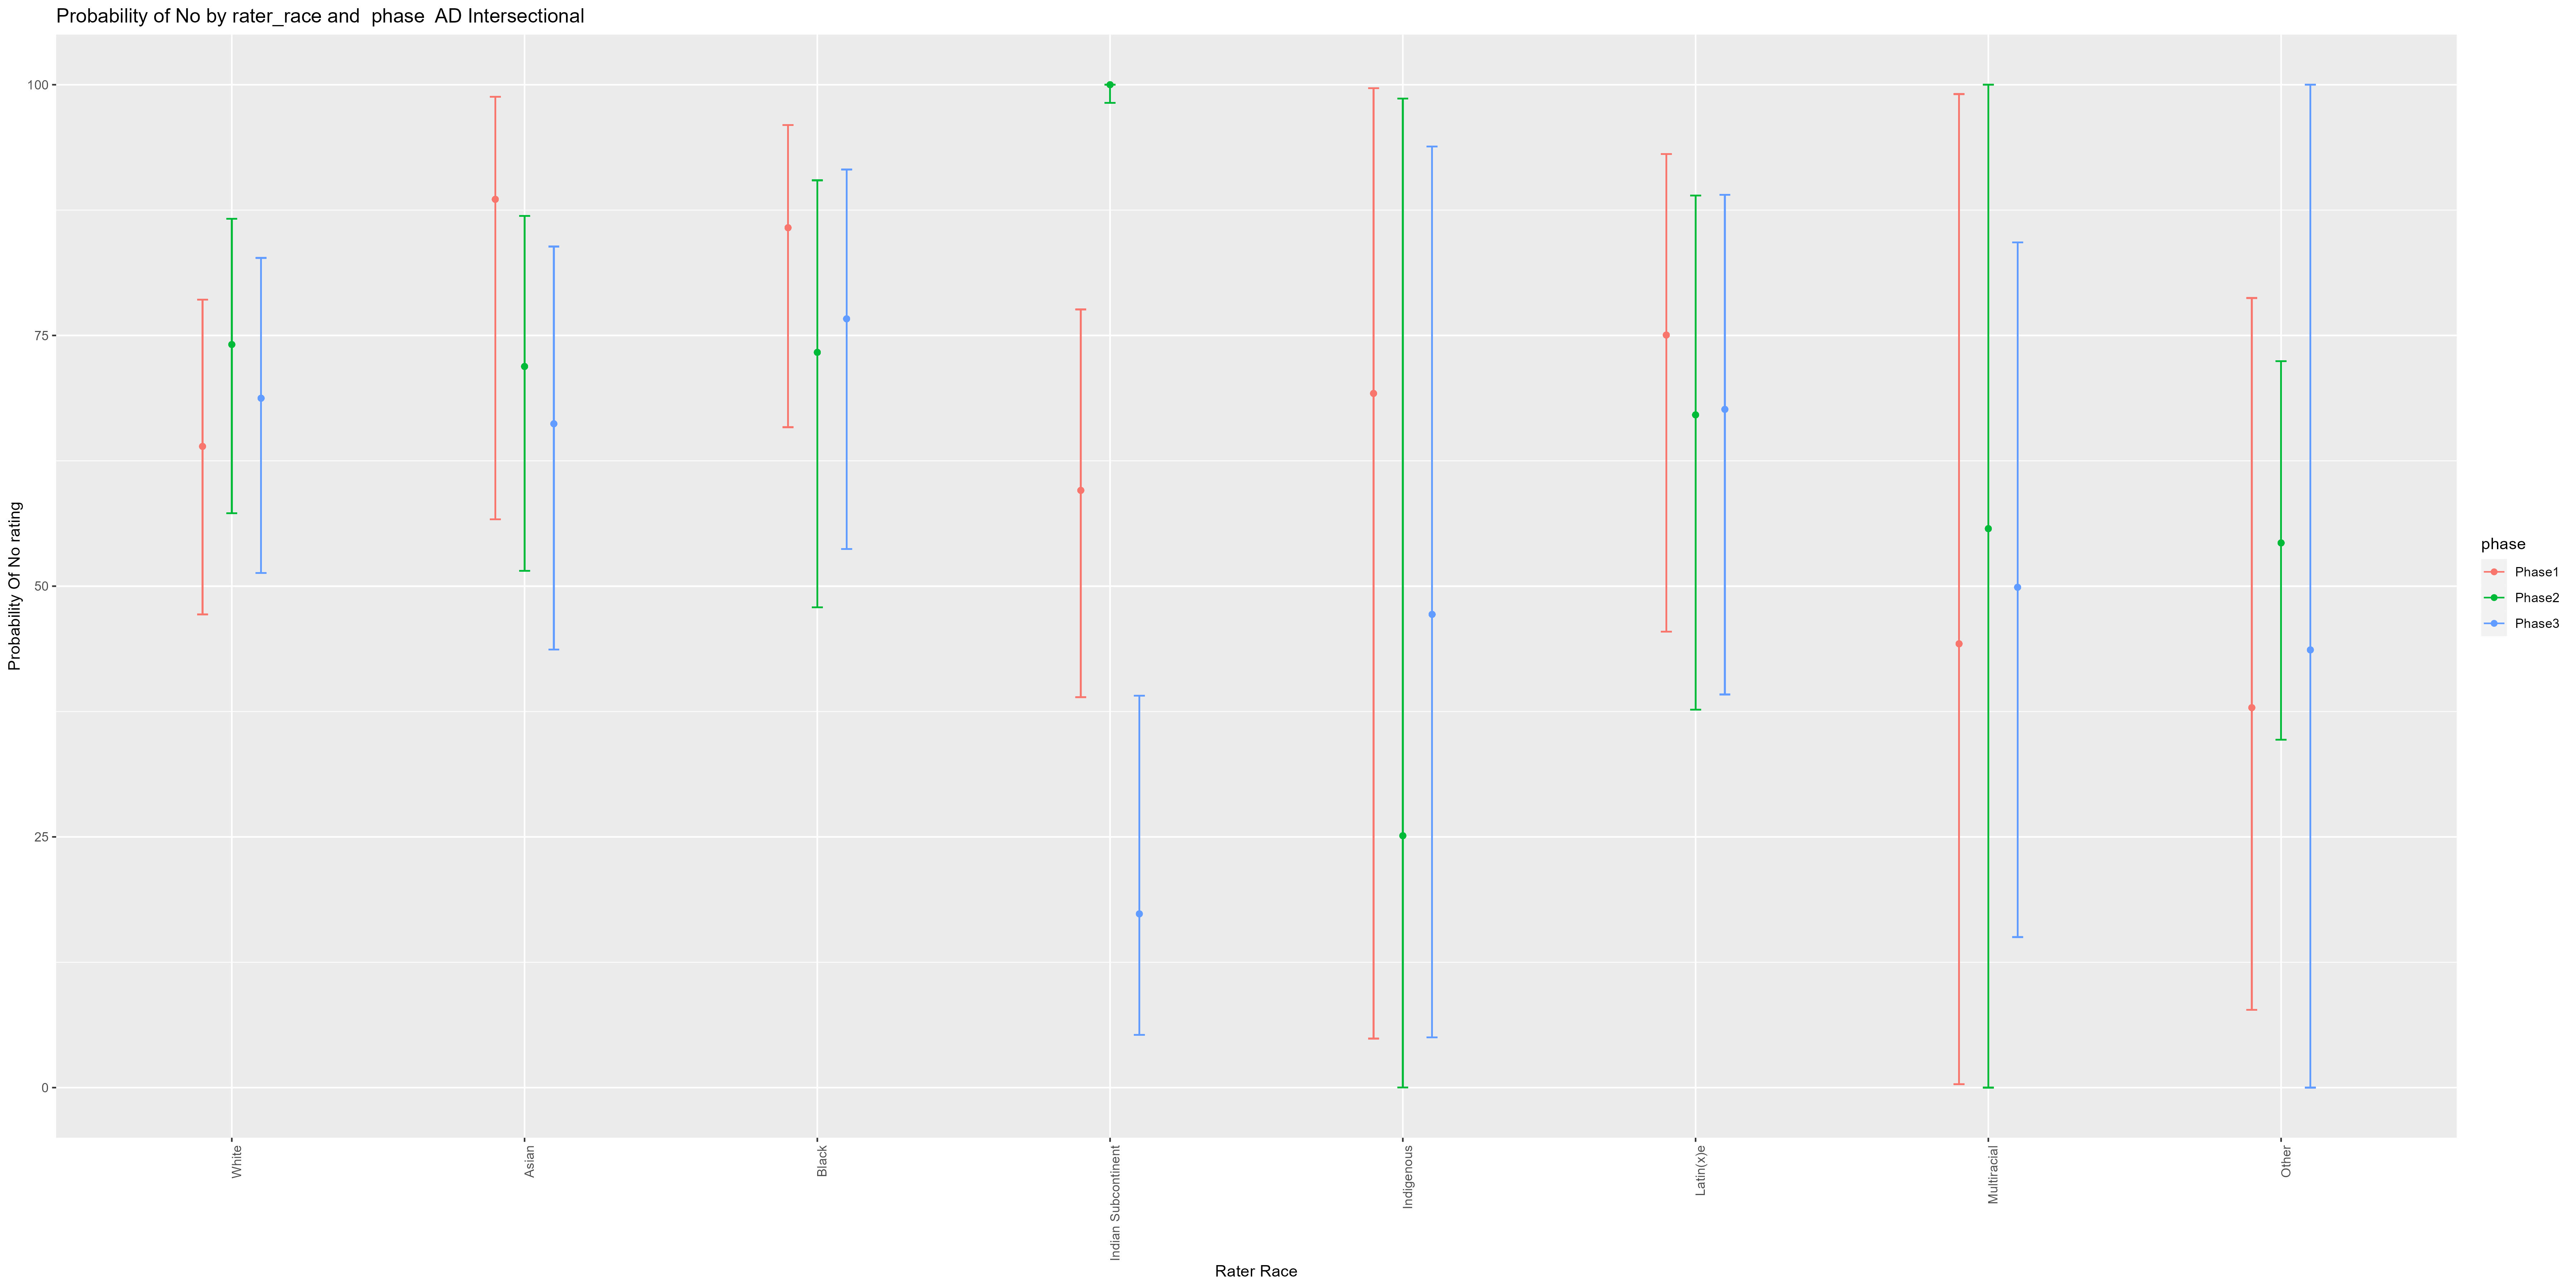 Probability of No by rater_race and  phase  AD Intersectional
100
75
50
25
0
Probability Of No rating
White
Asian
Black
Indian Subcontinent
Indigenous
Latin(x)e
Multiracial
Other
Rater Race
phase
Phase1
Phase2
Phase3